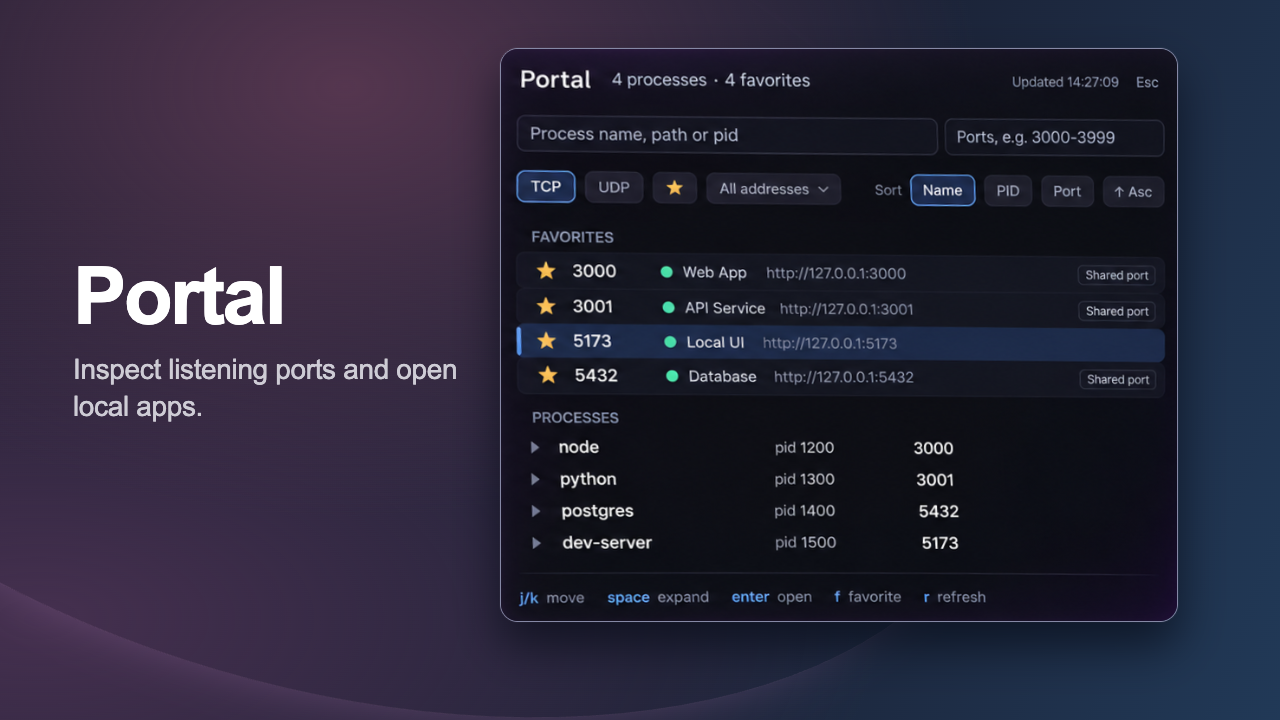 Portal
Inspect listening ports and open
local apps.
Portal 4 processes · 4 favorites Updated 14:27:09 Esc
Process name, path or pid Ports, e.g. 3000-3999
TCP UDP ★ All addresses Sort Name PID Port ↑ Asc
FAVORITES
★ 3000 Web App http://127.0.0.1:3000 Shared port
★ 3001 API Service http://127.0.0.1:3001 Shared port
★ 5173 Local UI http://127.0.0.1:5173
★ 5432 Database http://127.0.0.1:5432 Shared port
PROCESSES
node pid 1200 3000
python pid 1300 3001
postgres pid 1400 5432
dev-server pid 1500 5173
j/k move space expand enter open f favorite r refresh